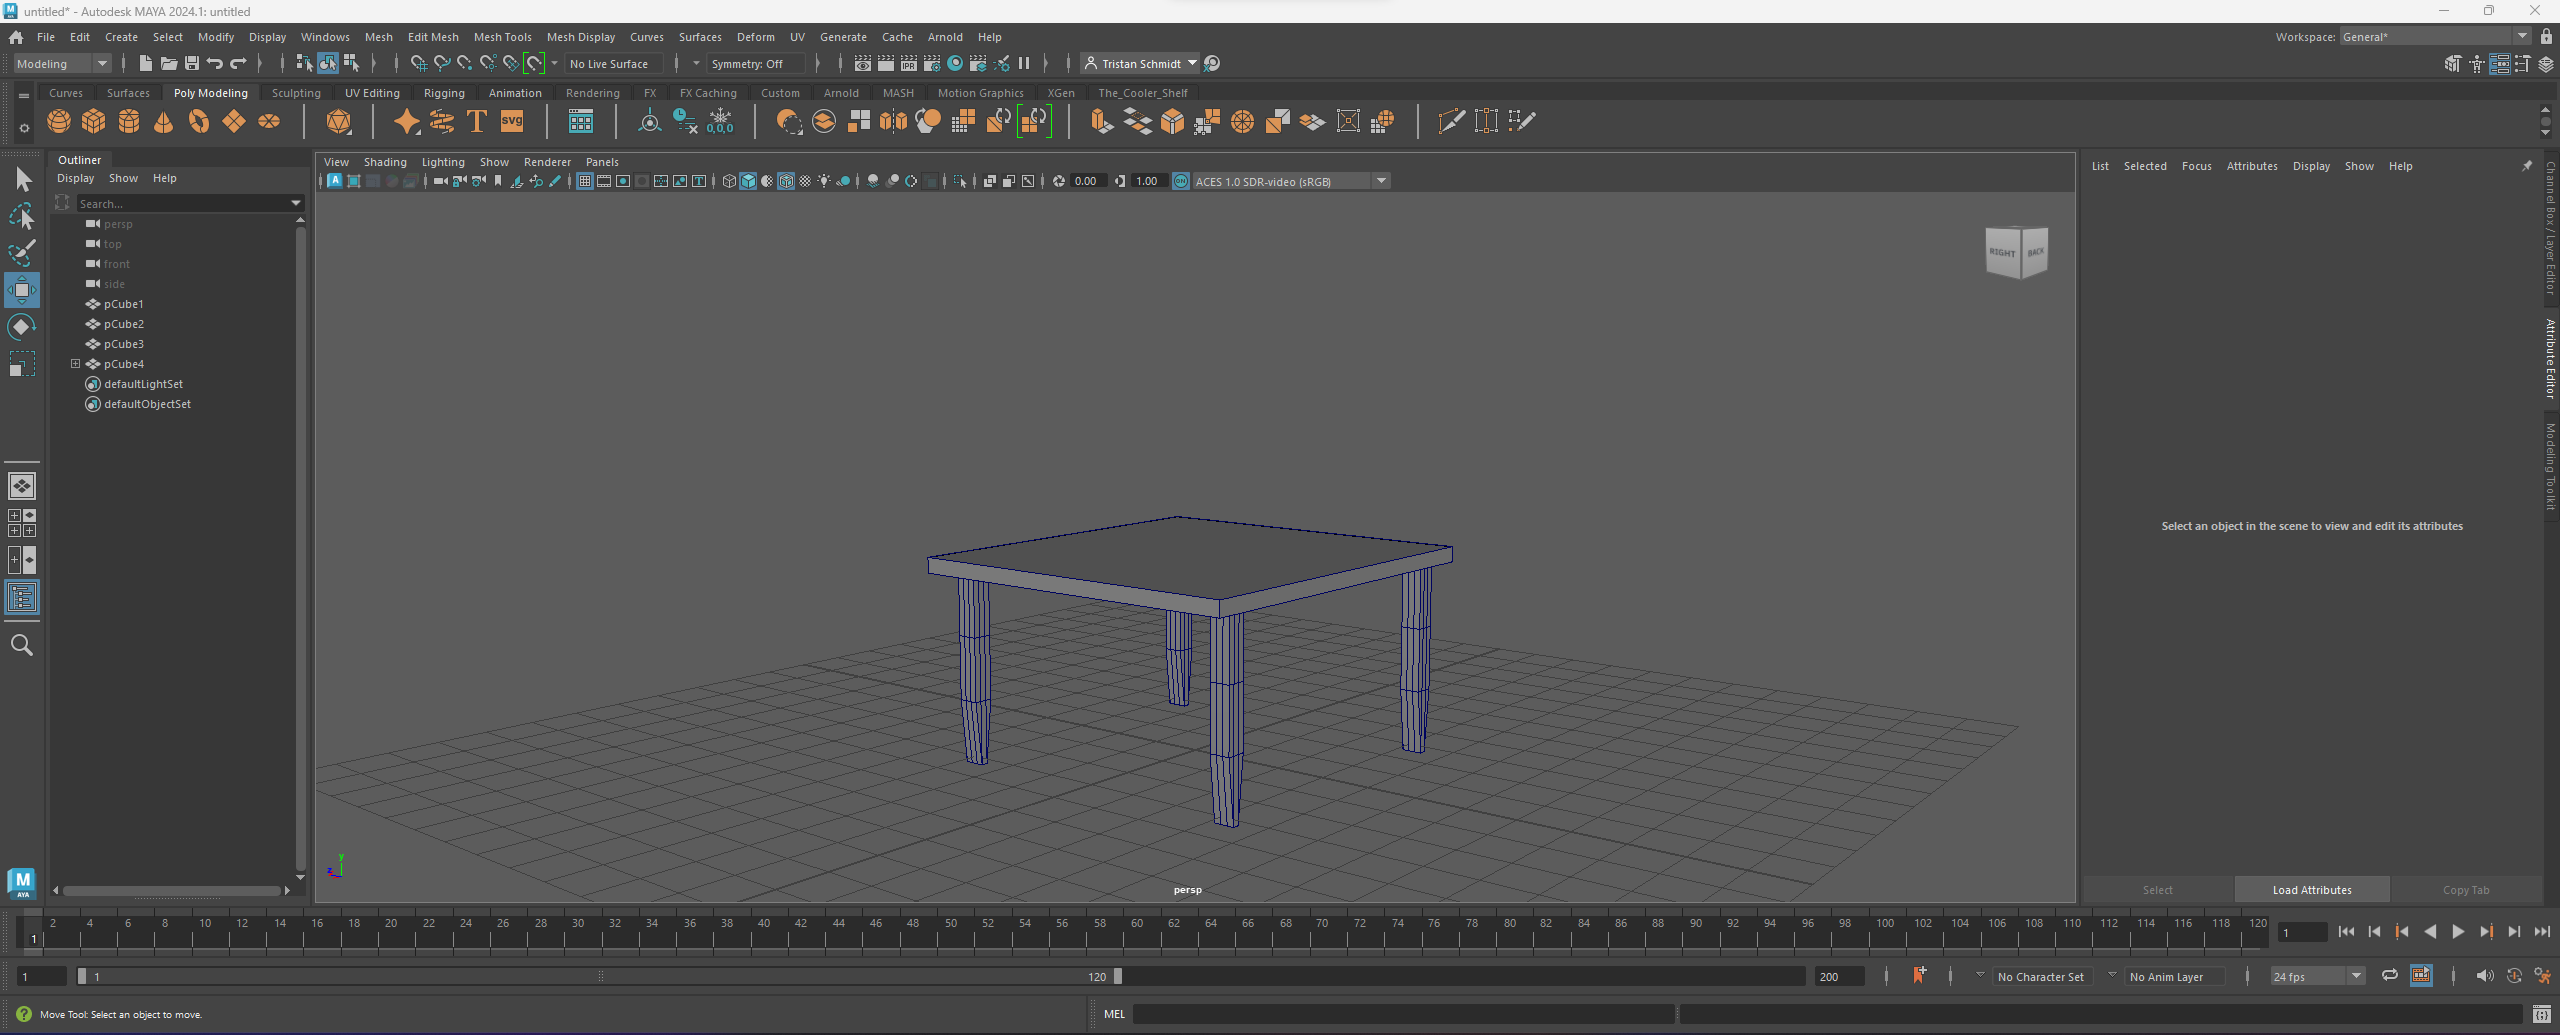 untitled* - Autodesk MAYA 2024.1: untitled
File Edit Create Select Modify Display Windows Mesh Edit Mesh Mesh Tools Mesh Display Curves Surfaces Deform UV Generate Cache Arnold Help
Workspace: General*
Modeling
No Live Surface
Symmetry: Off
IPR
Tristan Schmidt
Curves Surfaces Poly Modeling Sculpting UV Editing Rigging Animation Rendering FX FX Caching Custom Arnold MASH Motion Graphics XGen The_Cooler_Shelf
T
SVG
0,0,0
Outliner
Display Show Help
Search...
persp
top
front
side
pCube1
pCube2
pCube3
pCube4
defaultLightSet
defaultObjectSet
View Shading Lighting Show Renderer Panels
0.00
1.00
ON
ACES 1.0 SDR-video (sRGB)
RIGHT
BACK
y
z
persp
List Selected Focus Attributes Display Show Help
Select an object in the scene to view and edit its attributes
Select
Load Attributes
Copy Tab
Channel Box / Layer Editor
Attribute Editor
Modeling Toolkit
M
AYA
2 4 6 8 10 12 14 16 18 20 22 24 26 28 30 32 34 36 38 40 42 44 46 48 50 52 54 56 58 60 62 64 66 68 70 72 74 76 78 80 82 84 86 88 90 92 94 96 98 100 102 104 106 108 110 112 114 116 118 120
1
1
1
1
120
200
No Character Set
No Anim Layer
24 fps
Move Tool: Select an object to move.
MEL